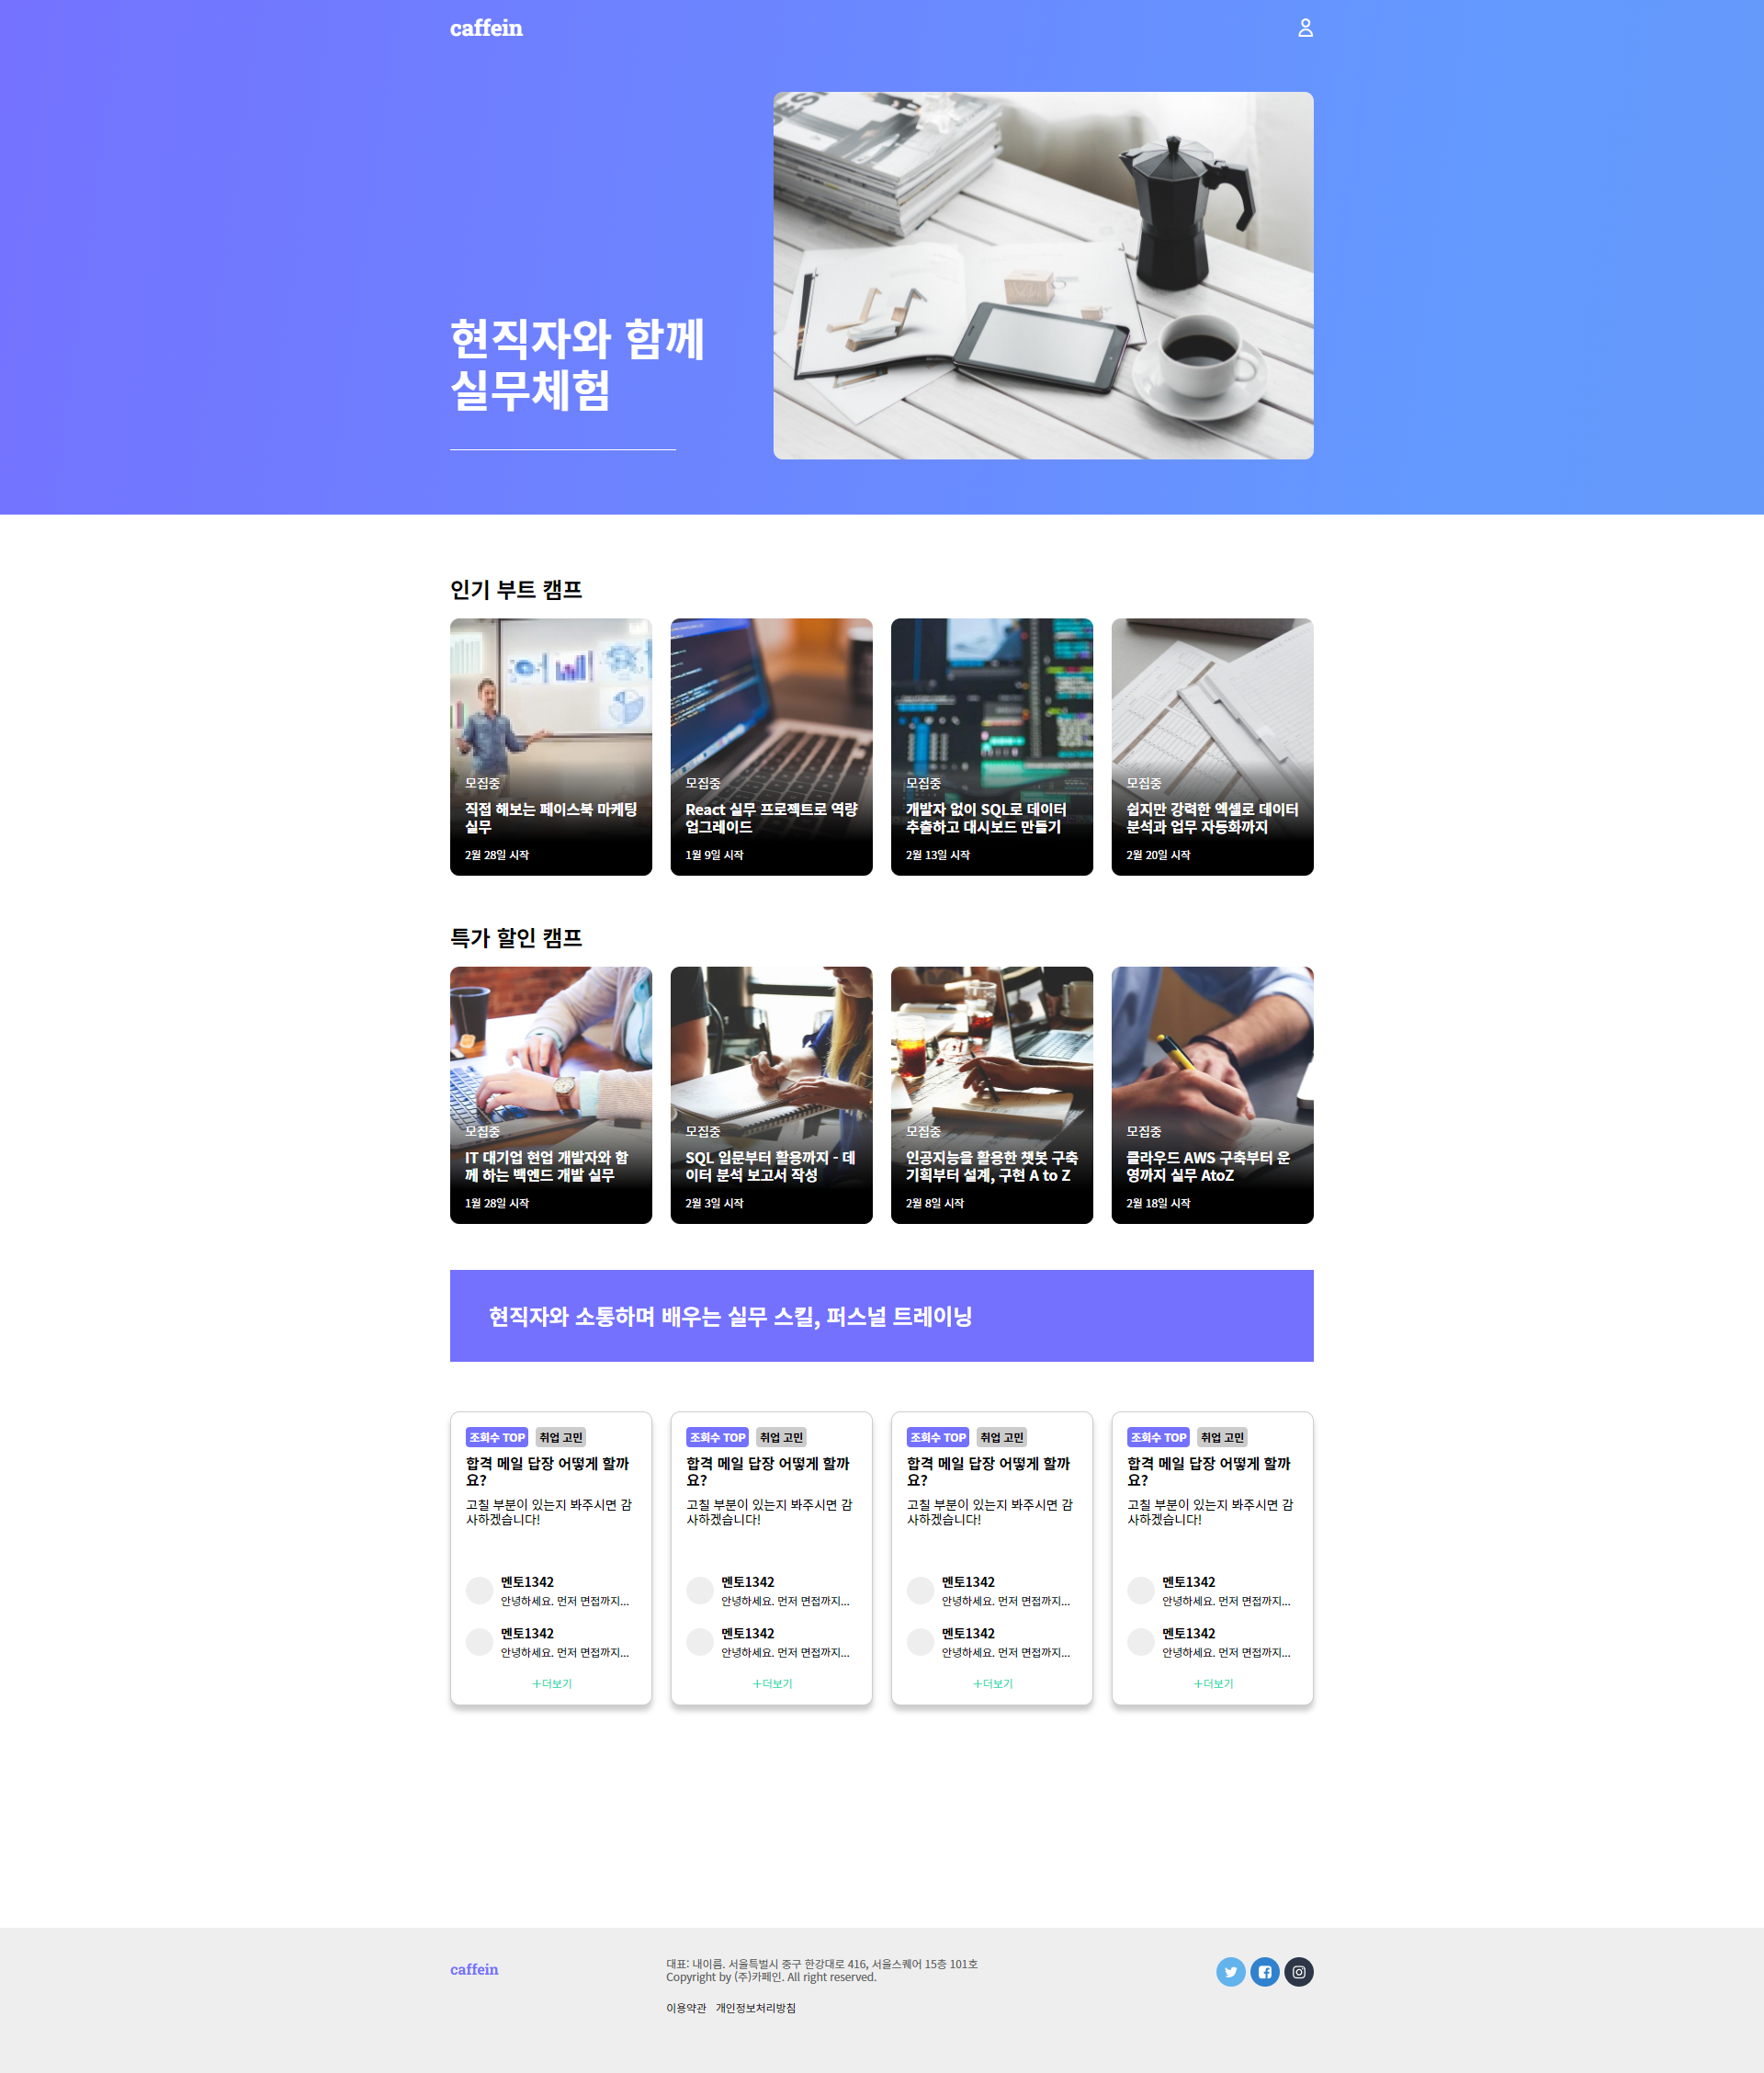 caffein
현직자와 함께
실무체험
인기 부트 캠프
모집중
직접 해보는 페이스북 마케팅
실무
2월 28일 시작
모집중
React 실무 프로젝트로 역량
업그레이드
1월 9일 시작
모집중
개발자 없이 SQL로 데이터
추출하고 대시보드 만들기
2월 13일 시작
모집중
쉽지만 강력한 엑셀로 데이터
분석과 업무 자동화까지
2월 20일 시작
특가 할인 캠프
모집중
IT 대기업 현업 개발자와 함
께 하는 백엔드 개발 실무
1월 28일 시작
모집중
SQL 입문부터 활용까지 - 데
이터 분석 보고서 작성
2월 3일 시작
모집중
인공지능을 활용한 챗봇 구축
기획부터 설계, 구현 A to Z
2월 8일 시작
모집중
클라우드 AWS 구축부터 운
영까지 실무 AtoZ
2월 18일 시작
현직자와 소통하며 배우는 실무 스킬, 퍼스널 트레이닝
조회수 TOP 취업 고민
합격 메일 답장 어떻게 할까
요?
고칠 부분이 있는지 봐주시면 감
사하겠습니다!
멘토1342
안녕하세요. 먼저 면접까지...
멘토1342
안녕하세요. 먼저 면접까지...
+더보기
조회수 TOP 취업 고민
합격 메일 답장 어떻게 할까
요?
고칠 부분이 있는지 봐주시면 감
사하겠습니다!
멘토1342
안녕하세요. 먼저 면접까지...
멘토1342
안녕하세요. 먼저 면접까지...
+더보기
조회수 TOP 취업 고민
합격 메일 답장 어떻게 할까
요?
고칠 부분이 있는지 봐주시면 감
사하겠습니다!
멘토1342
안녕하세요. 먼저 면접까지...
멘토1342
안녕하세요. 먼저 면접까지...
+더보기
조회수 TOP 취업 고민
합격 메일 답장 어떻게 할까
요?
고칠 부분이 있는지 봐주시면 감
사하겠습니다!
멘토1342
안녕하세요. 먼저 면접까지...
멘토1342
안녕하세요. 먼저 면접까지...
+더보기
caffein
대표: 내이름. 서울특벌시 중구 한강대로 416, 서울스퀘어 15층 101호
Copyright by (주)카페인. All right reserved.
이용약관 개인정보처리방침